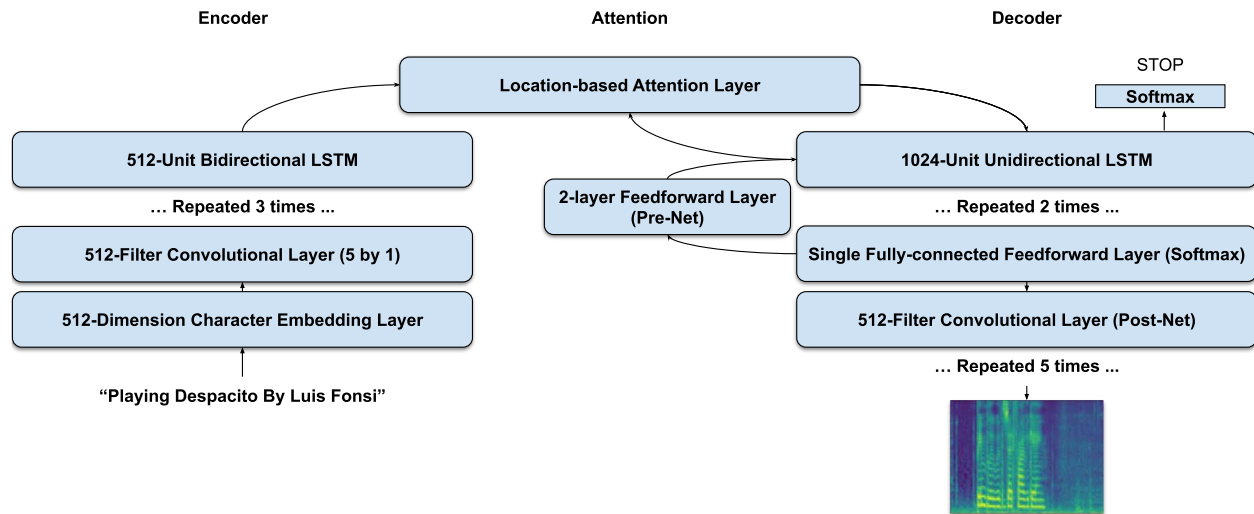 Encoder
Attention
Decoder
Location-based Attention Layer
STOP
Softmax
512-Unit Bidirectional LSTM
1024-Unit Unidirectional LSTM
2-layer Feedforward Layer
(Pre-Net)
… Repeated 3 times ...
… Repeated 2 times ...
512-Filter Convolutional Layer (5 by 1)
Single Fully-connected Feedforward Layer (Softmax)
512-Dimension Character Embedding Layer
512-Filter Convolutional Layer (Post-Net)
… Repeated 5 times ...
“Playing Despacito By Luis Fonsi”